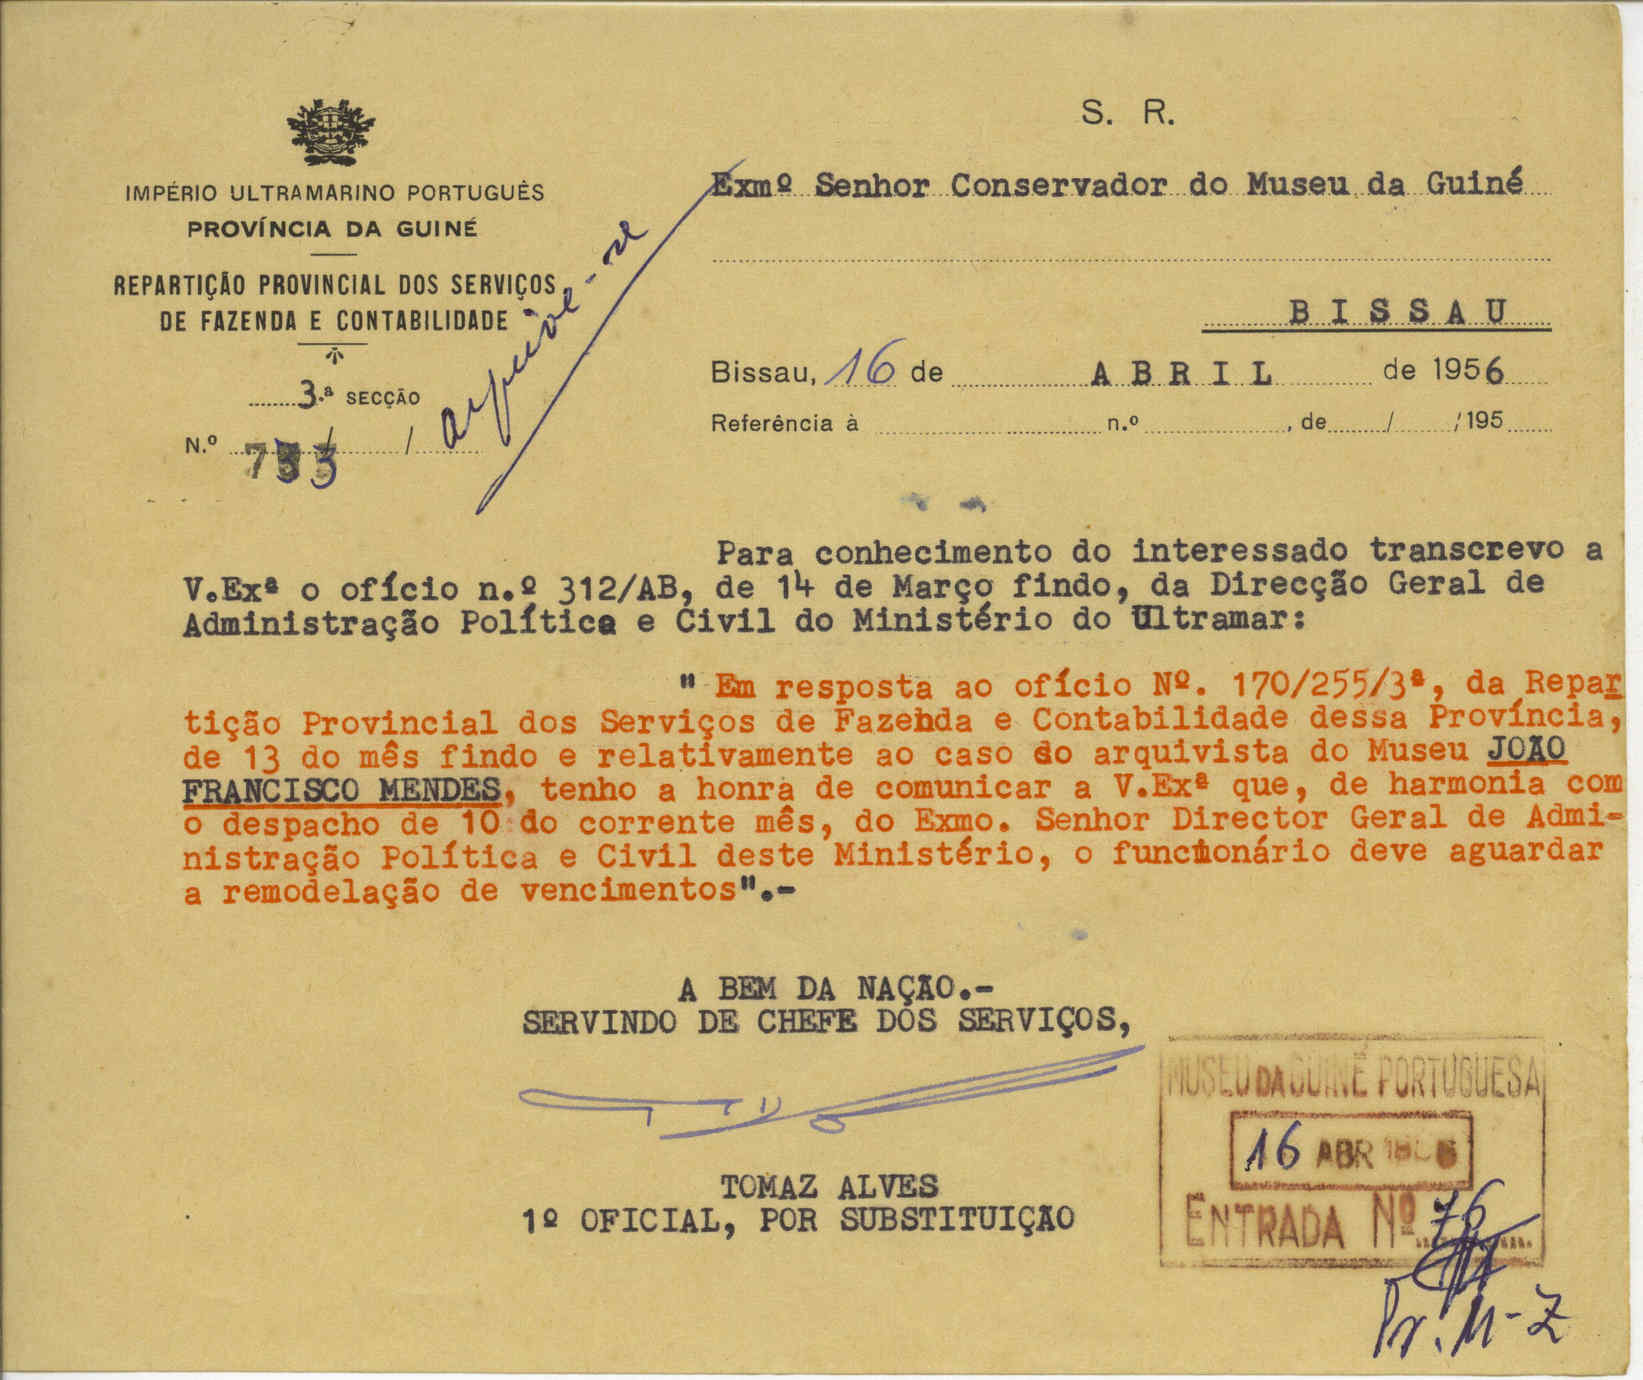 S. R.
IMPÉRIO ULTRAMARINO PORTUGUÊS
PROVÍNCIA DA GUINÉ
REPARTIÇÃO PROVINCIAL DOS SERVIÇOS
DE FAZENDA E CONTABILIDADE
3.ª SECÇÃO
N.º 733 / /
arquive-se
Exmº Senhor Conservador do Museu da Guiné
BISSAU
Bissau, 16 de ABRIL de 1956
Referência à n.º , de / /195
Para conhecimento do interessado transcrevo a
V.Exª o ofício n.º 312/AB, de 14 de Março findo, da Direcção Geral de
Administração Política e Civil do Ministério do Ultramar:
" Em resposta ao ofício Nº. 170/255/3ª, da Repar
tição Provincial dos Serviços de Fazenda e Contabilidade dessa Província,
de 13 do mês findo e relativamente ao caso do arquivista do Museu JOÃO
FRANCISCO MENDES, tenho a honra de comunicar a V.Exª que, de harmonia com
o despacho de 10 do corrente mês, do Exmo. Senhor Director Geral de Admi-
nistração Política e Civil deste Ministério, o funcionário deve aguardar
a remodelação de vencimentos".-
A BEM DA NAÇÃO.-
SERVINDO DE CHEFE DOS SERVIÇOS,
TOMAZ ALVES
1º OFICIAL, POR SUBSTITUIÇÃO
MUSEU DA GUINÉ PORTUGUESA
16 ABR
ENTRADA Nº 76
Pr. M-Z